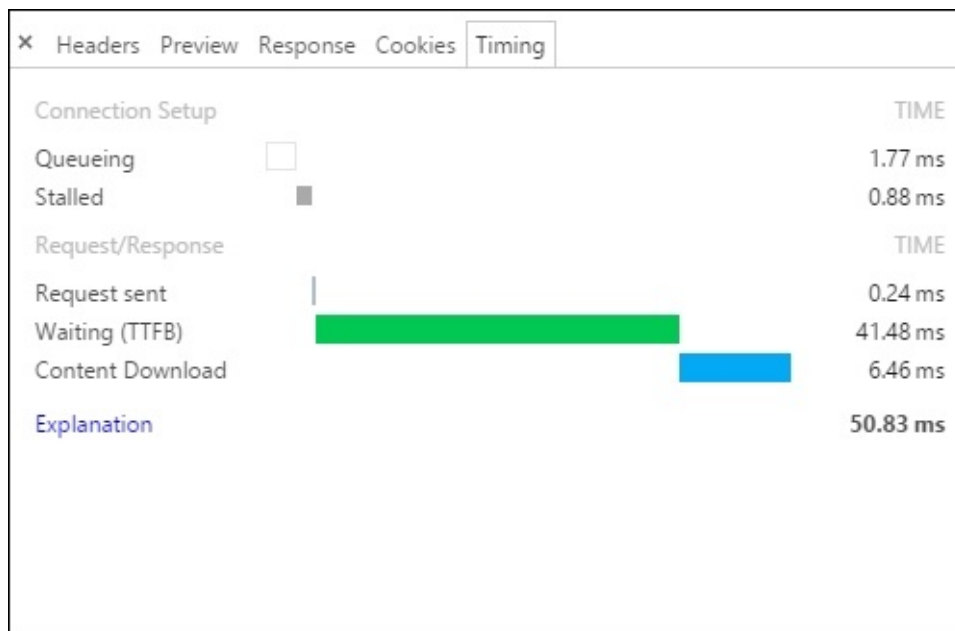 × Headers Preview Response Cookies Timing
Connection Setup TIME
Queueing 1.77 ms
Stalled 0.88 ms
Request/Response TIME
Request sent 0.24 ms
Waiting (TTFB) 41.48 ms
Content Download 6.46 ms
Explanation 50.83 ms